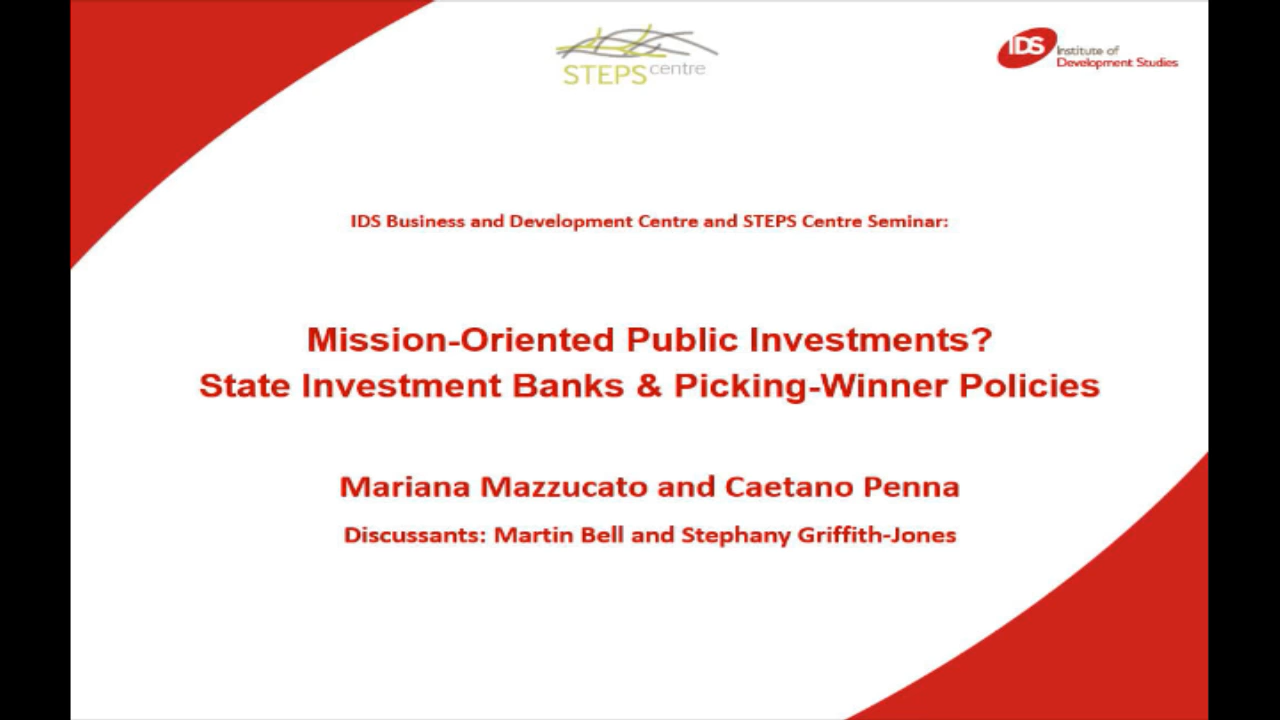 STEPS centre
IDS Institute of
Development Studies
IDS Business and Development Centre and STEPS Centre Seminar:
Mission-Oriented Public Investments?
State Investment Banks & Picking-Winner Policies
Mariana Mazzucato and Caetano Penna
Discussants: Martin Bell and Stephany Griffith-Jones